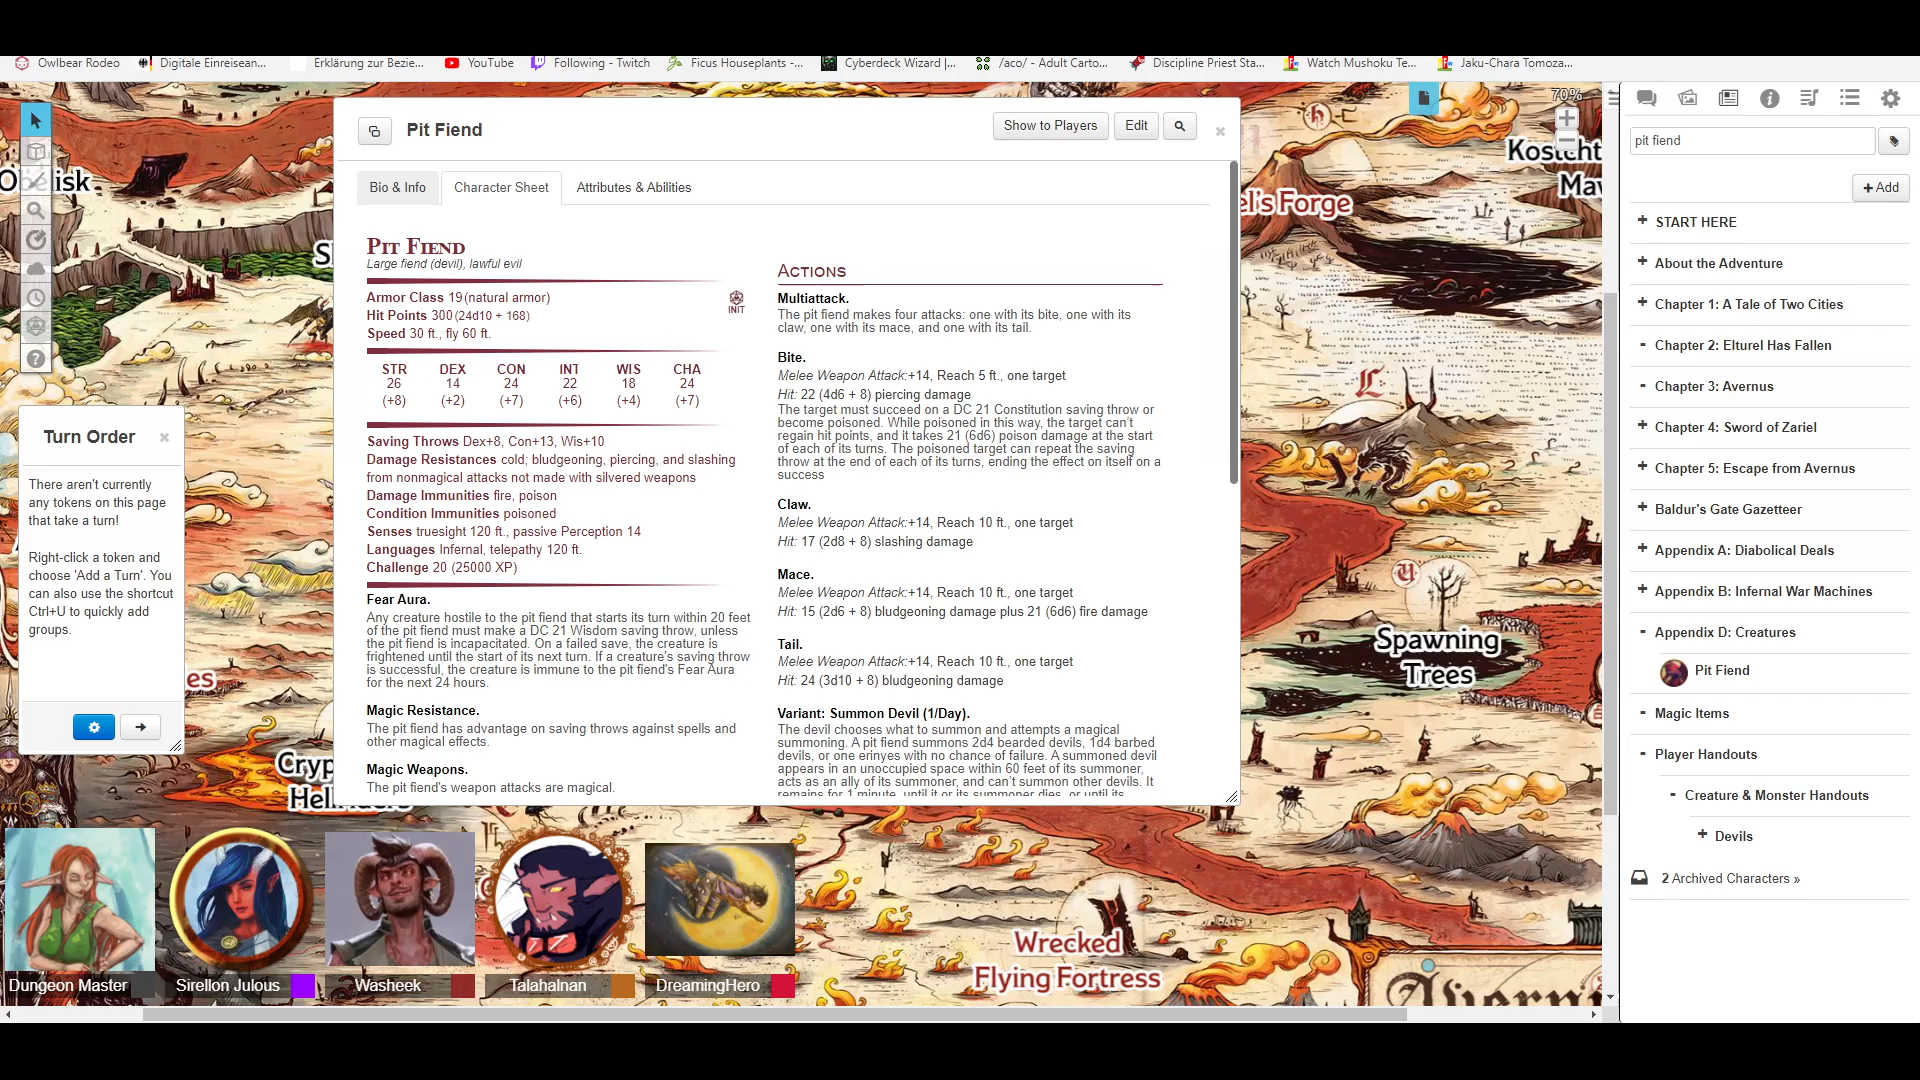 Owlbear Rodeo
Digitale Einreisean...
Erklärung zur Bezie...
YouTube
Following - Twitch
Ficus Houseplants -...
Cyberdeck Wizard |...
/aco/ - Adult Carto...
Discipline Priest Sta...
Watch Mushoku Te...
Jaku-Chara Tomoza...
70%
Pit Fiend
Show to Players
Edit
Bio & Info
Character Sheet
Attributes & Abilities
PIT FIEND
Large fiend (devil), lawful evil
Armor Class 19(natural armor)
Hit Points 300(24d10 + 168)
Speed 30 ft., fly 60 ft.
INIT
STR DEX CON INT WIS CHA
26 14 24 22 18 24
(+8) (+2) (+7) (+6) (+4) (+7)
Saving Throws Dex+8, Con+13, Wis+10
Damage Resistances cold; bludgeoning, piercing, and slashing
from nonmagical attacks not made with silvered weapons
Damage Immunities fire, poison
Condition Immunities poisoned
Senses truesight 120 ft., passive Perception 14
Languages Infernal, telepathy 120 ft.
Challenge 20 (25000 XP)
Fear Aura.
Any creature hostile to the pit fiend that starts its turn within 20 feet
of the pit fiend must make a DC 21 Wisdom saving throw, unless
the pit fiend is incapacitated. On a failed save, the creature is
frightened until the start of its next turn. If a creature's saving throw
is successful, the creature is immune to the pit fiend's Fear Aura
for the next 24 hours.
Magic Resistance.
The pit fiend has advantage on saving throws against spells and
other magical effects.
Magic Weapons.
The pit fiend's weapon attacks are magical.
ACTIONS
Multiattack.
The pit fiend makes four attacks: one with its bite, one with its
claw, one with its mace, and one with its tail.
Bite.
Melee Weapon Attack:+14, Reach 5 ft., one target
Hit: 22 (4d6 + 8) piercing damage
The target must succeed on a DC 21 Constitution saving throw or
become poisoned. While poisoned in this way, the target can't
regain hit points, and it takes 21 (6d6) poison damage at the start
of each of its turns. The poisoned target can repeat the saving
throw at the end of each of its turns, ending the effect on itself on a
success
Claw.
Melee Weapon Attack:+14, Reach 10 ft., one target
Hit: 17 (2d8 + 8) slashing damage
Mace.
Melee Weapon Attack:+14, Reach 10 ft., one target
Hit: 15 (2d6 + 8) bludgeoning damage plus 21 (6d6) fire damage
Tail.
Melee Weapon Attack:+14, Reach 10 ft., one target
Hit: 24 (3d10 + 8) bludgeoning damage
Variant: Summon Devil (1/Day).
The devil chooses what to summon and attempts a magical
summoning. A pit fiend summons 2d4 bearded devils, 1d4 barbed
devils, or one erinyes with no chance of failure. A summoned devil
appears in an unoccupied space within 60 feet of its summoner,
acts as an ally of its summoner, and can't summon other devils. It
remains for 1 minute, until it or its summoner dies, or until its
Turn Order
There aren't currently
any tokens on this page
that take a turn!
Right-click a token and
choose 'Add a Turn'. You
can also use the shortcut
Ctrl+U to quickly add
groups.
el's Forge
Spawning
Trees
Wrecked
Flying Fortress
Dungeon Master
Sirellon Julous
Washeek
Talahalnan
DreamingHero
pit fiend
+ Add
START HERE
About the Adventure
Chapter 1: A Tale of Two Cities
Chapter 2: Elturel Has Fallen
Chapter 3: Avernus
Chapter 4: Sword of Zariel
Chapter 5: Escape from Avernus
Baldur's Gate Gazetteer
Appendix A: Diabolical Deals
Appendix B: Infernal War Machines
Appendix D: Creatures
Pit Fiend
Magic Items
Player Handouts
Creature & Monster Handouts
Devils
2 Archived Characters »